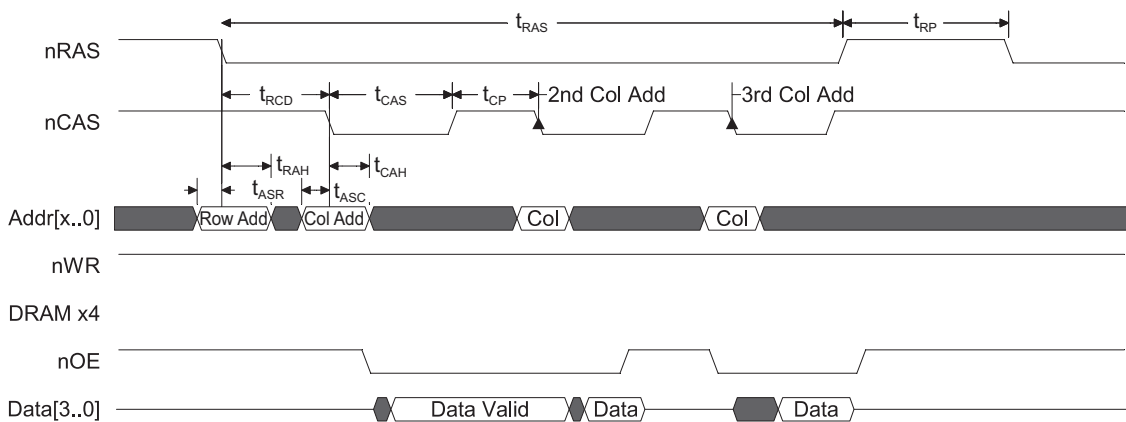 tRAS tRP
nRAS
tRCD tCAS tCP 2nd Col Add 3rd Col Add
nCAS
tRAH tCAH
tASR tASC
Addr[x..0] Row Add Col Add Col Col
nWR
DRAM x4
nOE
Data[3..0] Data Valid Data Data